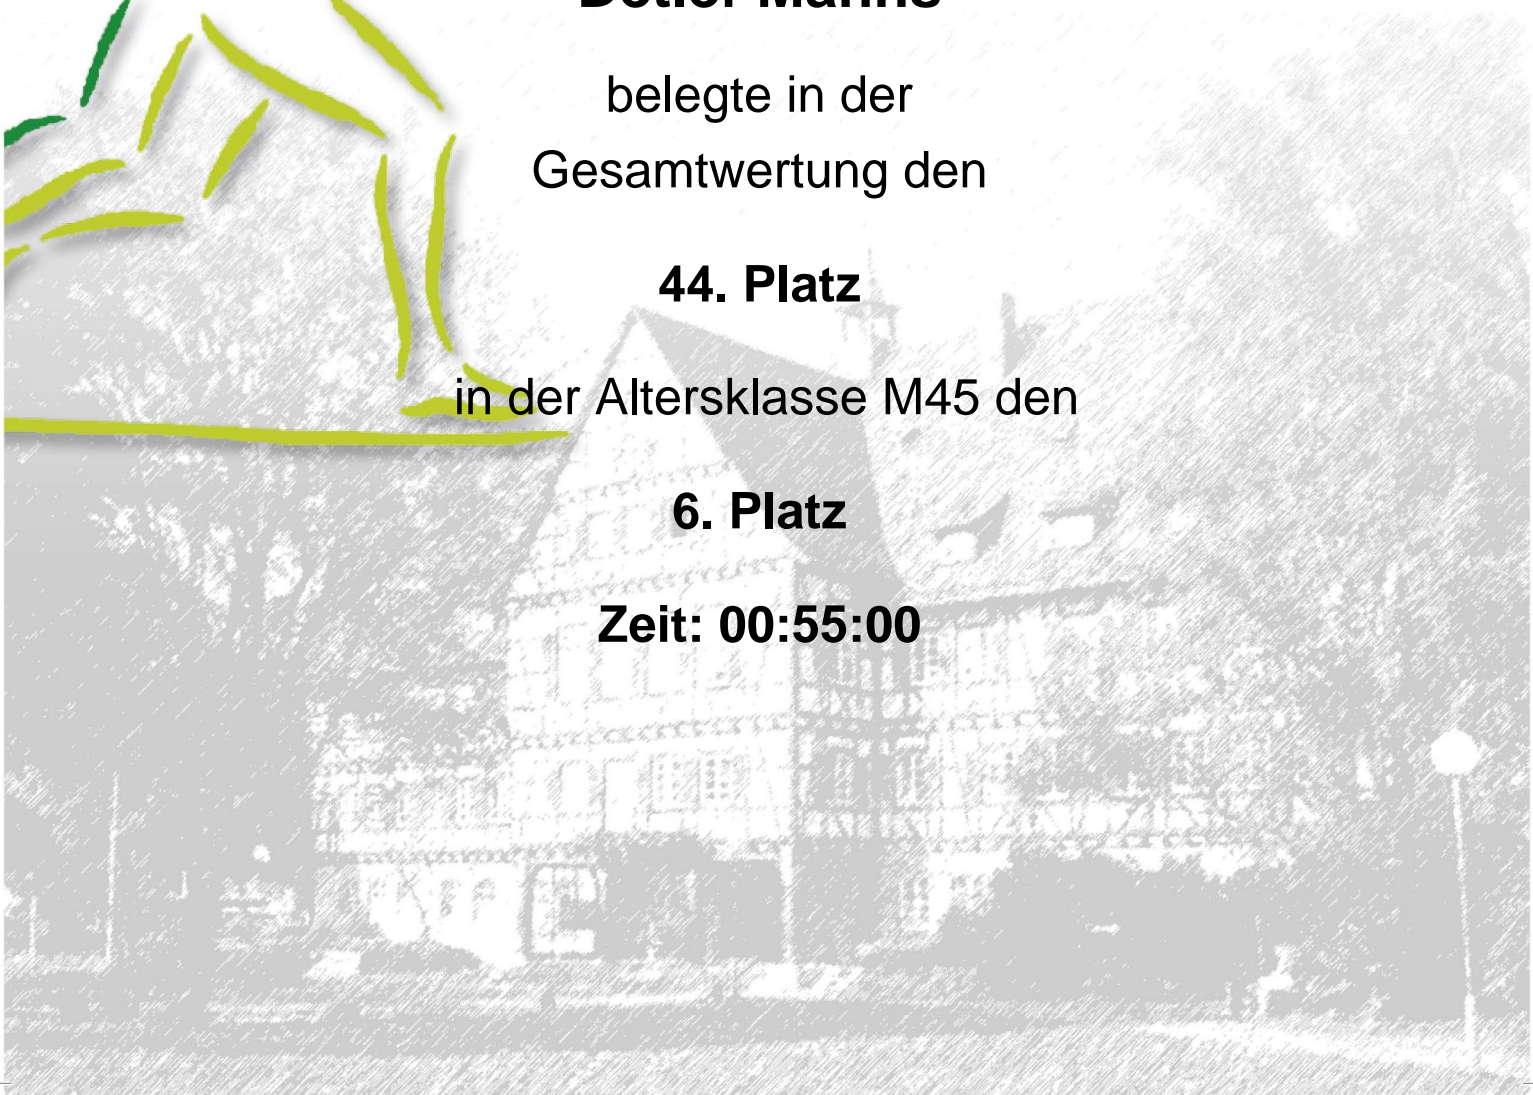 belegte in der
Gesamtwertung den
44. Platz
in der Altersklasse M45 den
6. Platz
Zeit: 00:55:00